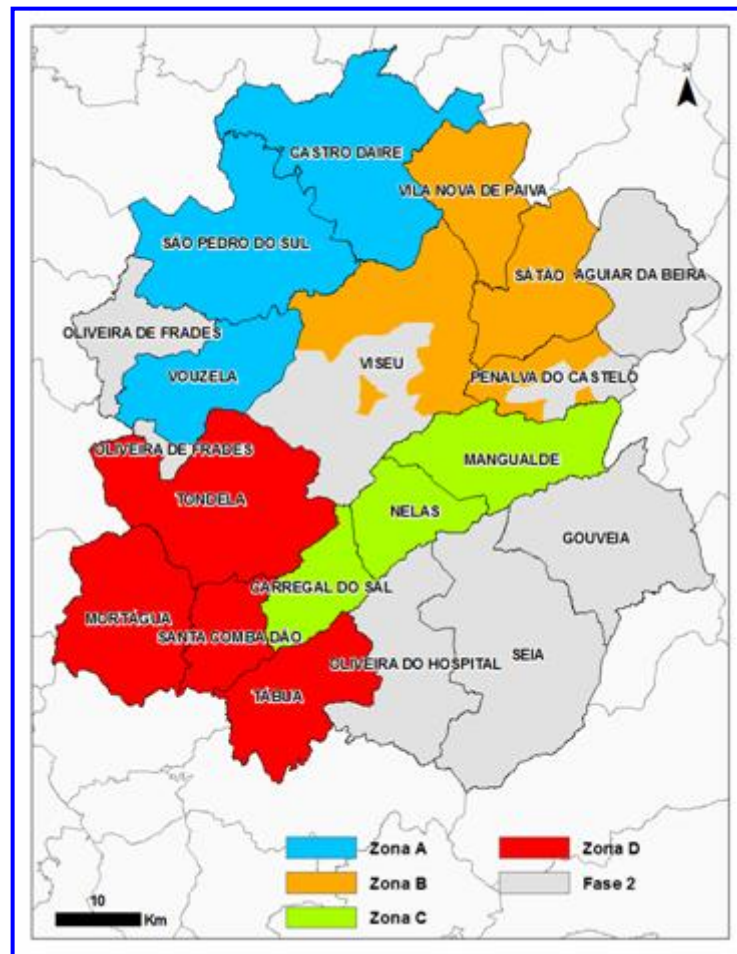 N
CASTRO DAIRE
VILA NOVA DE PAIVA
SÃO PEDRO DO SUL
SÁTÃO
AGUIAR DA BEIRA
OLIVEIRA DE FRADES
VISEU
VOUZELA
PENALVA DO CASTELO
OLIVEIRA DE FRADES
MANGUALDE
TONDELA
NELAS
GOUVEIA
CARREGAL DO SAL
MORTÁGUA
SANTA COMBA DÃO
SEIA
OLIVEIRA DO HOSPITAL
TÁBUA
Zona A
Zona B
Zona C
Zona D
Fase 2
10
Km